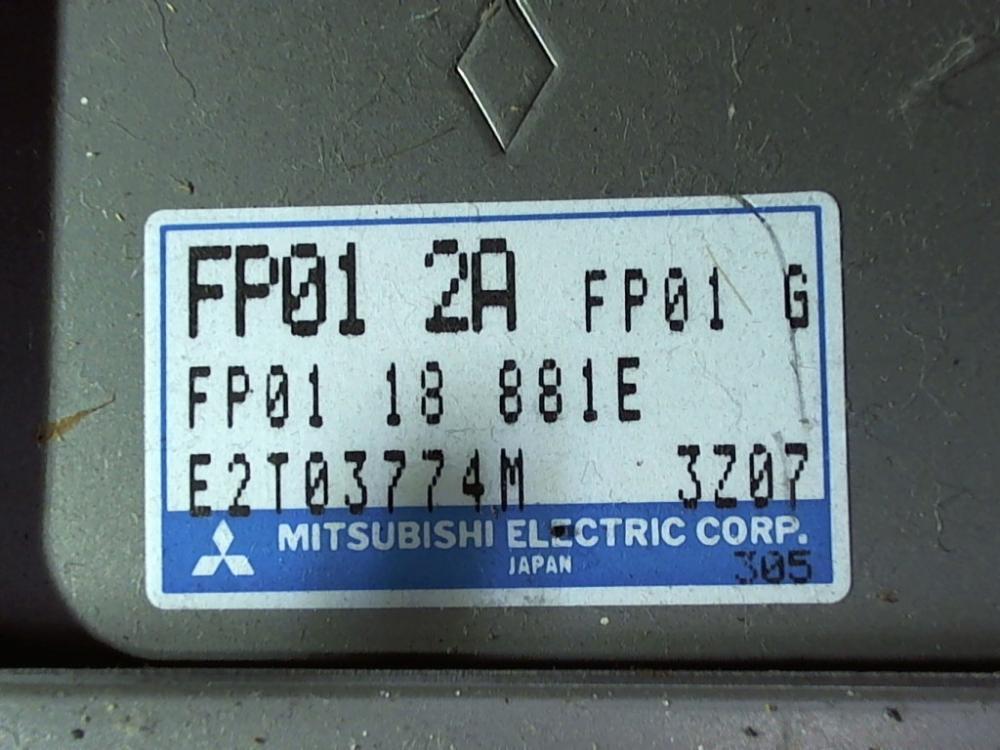 FP01 2A FP01 G
FP01 18 881E
E2T03774M 3Z07
MITSUBISHI ELECTRIC CORP.
JAPAN 305